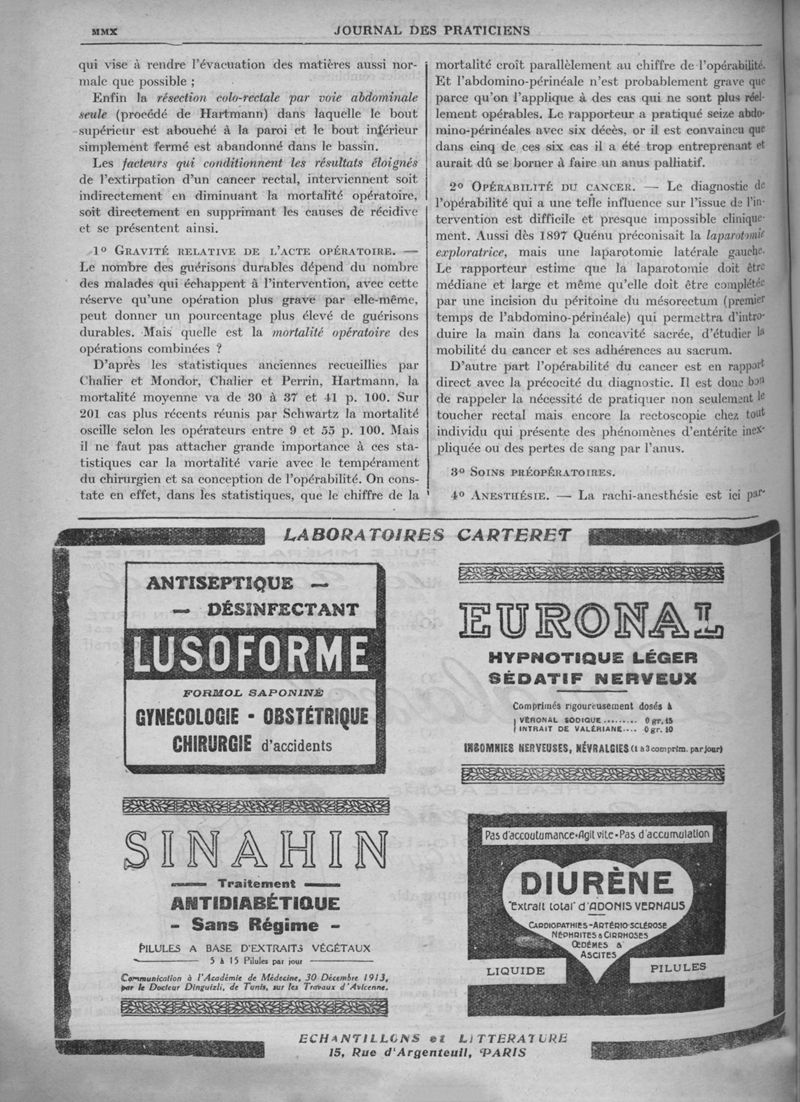 MMX
JOURNAL DES PRATICIENS
qui vise à rendre l'évacuation des matières aussi nor-
male que possible ;
Enfin la résection colo-rectale par voie abdominale
seule (procédé de Hartmann) dans laquelle le bout
supérieur est abouché à la paroi et le bout inférieur
simplement fermé est abandonné dans le bassin.
Les facteurs qui conditionnent les résultats éloignés
de l'extirpation d'un cancer rectal, interviennent soit
indirectement en diminuant la mortalité opératoire,
soit directement en supprimant les causes de récidive
et se présentent ainsi.
1º GRAVITÉ RELATIVE DE L'ACTE OPÉRATOIRE. —
Le nombre des guérisons durables dépend du nombre
des malades qui échappent à l'intervention, avec cette
réserve qu'une opération plus grave par elle-même,
peut donner un pourcentage plus élevé de guérisons
durables. Mais quelle est la mortalité opératoire des
opérations combinées ?
D'après les statistiques anciennes recueillies par
Chalier et Mondor, Chalier et Perrin, Hartmann, la
mortalité moyenne va de 30 à 37 et 41 p. 100. Sur
201 cas plus récents réunis par Schwartz la mortalité
oscille selon les opérateurs entre 9 et 55 p. 100. Mais
il ne faut pas attacher grande importance à ces sta-
tistiques car la mortalité varie avec le tempérament
du chirurgien et sa conception de l'opérabilité. On cons-
tate en effet, dans les statistiques, que le chiffre de la
mortalité croît parallèlement au chiffre de l'opérabilité.
Et l'abdomino-périnéale n'est probablement grave que
parce qu'on l'applique à des cas qui ne sont plus réel-
lement opérables. Le rapporteur a pratiqué seize abdo-
mino-périnéales avec six décès, or il est convaincu que
dans cinq de ces six cas il a été trop entreprenant et
aurait dû se borner à faire un anus palliatif.
2º OPÉRABILITÉ DU CANCER. — Le diagnostic de
l'opérabilité qui a une telle influence sur l'issue de l'in-
tervention est difficile et presque impossible clinique-
ment. Aussi dès 1897 Quénu préconisait la laparotomie
exploratrice, mais une laparotomie latérale gauche.
Le rapporteur estime que la laparotomie doit être
médiane et large et même qu'elle doit être complétée
par une incision du péritoine du mésorectum (premier
temps de l'abdomino-périnéale) qui permettra d'intro-
duire la main dans la concavité sacrée, d'étudier la
mobilité du cancer et ses adhérences au sacrum.
D'autre part l'opérabilité du cancer est en rapport
direct avec la précocité du diagnostic. Il est donc bon
de rappeler la nécessité de pratiquer non seulement le
toucher rectal mais encore la rectoscopie chez tout
individu qui présente des phénomènes d'entérite inex-
pliquée ou des pertes de sang par l'anus.
3º SOINS PRÉOPÉRATOIRES.
4º ANESTHÉSIE. — La rachi-anesthésie est ici par-
LABORATOIRES CARTERET
ANTISEPTIQUE —
— DÉSINFECTANT
LUSOFORME
FORMOL SAPONINÉ
GYNÉCOLOGIE - OBSTÉTRIQUE
CHIRURGIE d'accidents
EURONAL
HYPNOTIQUE LÉGER
SÉDATIF NERVEUX
Comprimés rigoureusement dosés à
VÉRONAL SODIQUE......... 0 gr. 15
INTRAIT DE VALÉRIANE.... 0 gr. 10
INSOMNIES NERVEUSES, NÉVRALGIES (1 à 3 comprim. par jour)
SINAHIN
Traitement
ANTIDIABÉTIQUE
- Sans Régime -
PILULES A BASE D'EXTRAITS VÉGÉTAUX
5 à 15 Pilules par jour
Communication à l'Académie de Médecine, 30 Décembre 1913,
par le Docteur Dinguizli, de Tunis, sur les Travaux d'Avicenne.
Pas d'accoutumance•Agit vite•Pas d'accumulation
DIURÈNE
"Extrait total" d'ADONIS VERNALIS
CARDIOPATHIES-ARTÉRIO-SCLÉROSE
NÉPHRITES & CIRRHOSES
ŒDÈMES &
ASCITES
LIQUIDE
PILULES
ECHANTILLONS et LITTERATURE
15, Rue d'Argenteuil, PARIS